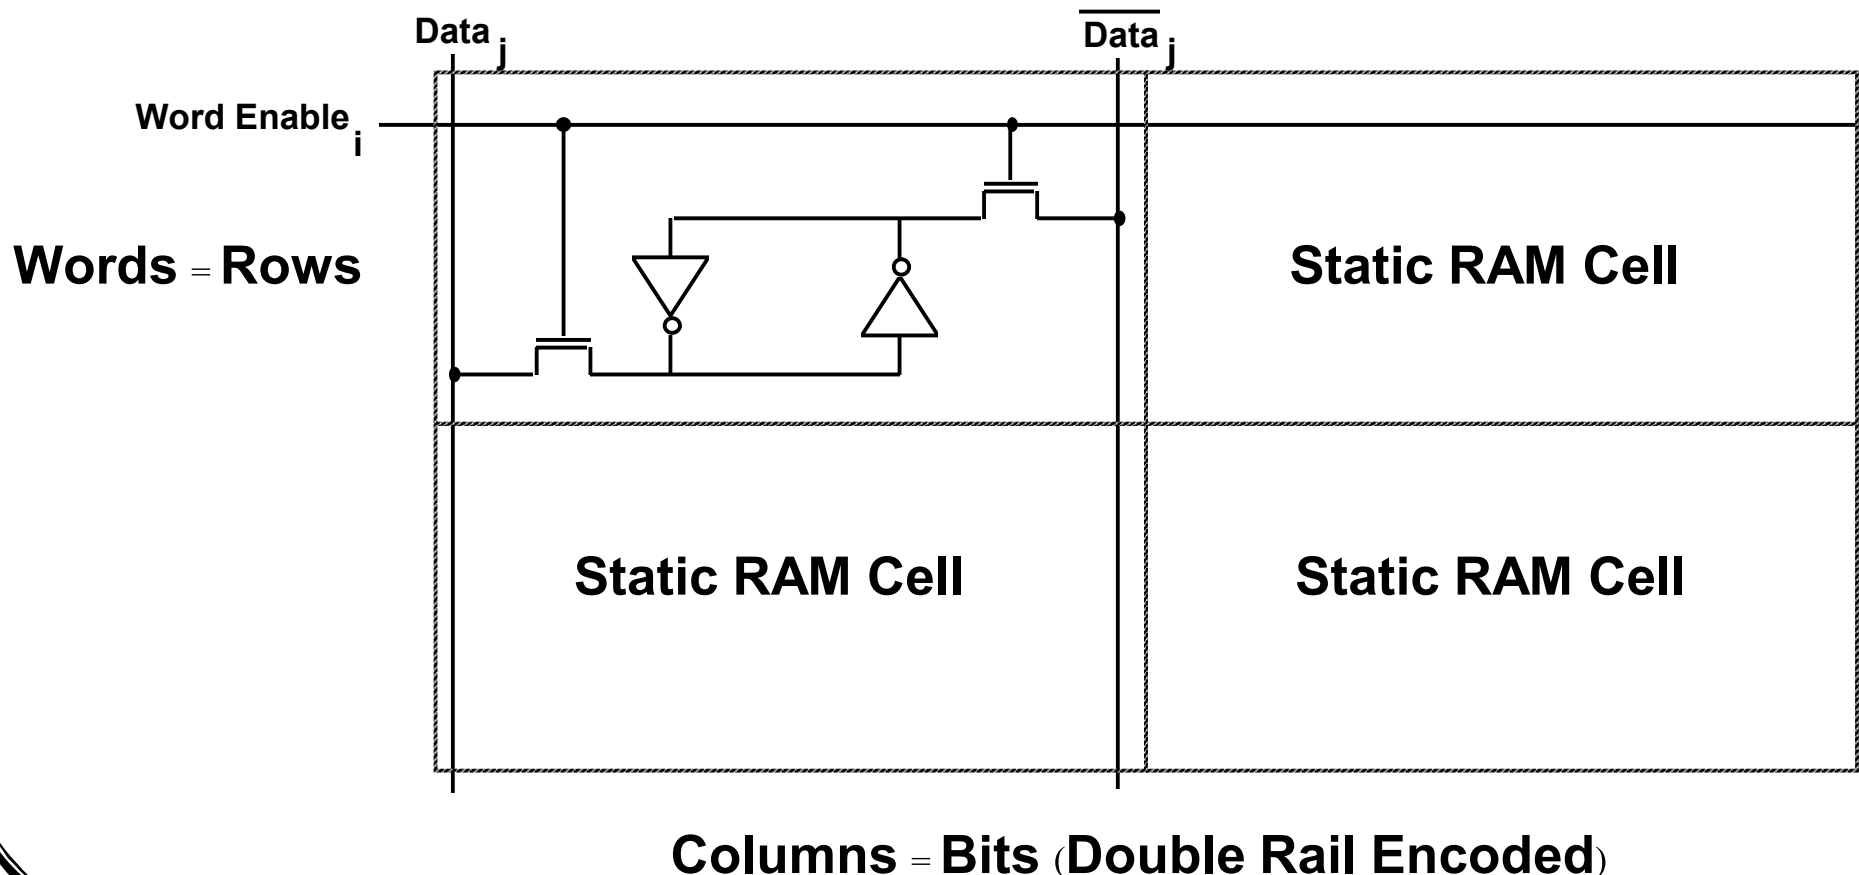 Data j
Data j
Word Enable i
Words = Rows
Static RAM Cell
Static RAM Cell
Static RAM Cell
Columns = Bits (Double Rail Encoded)